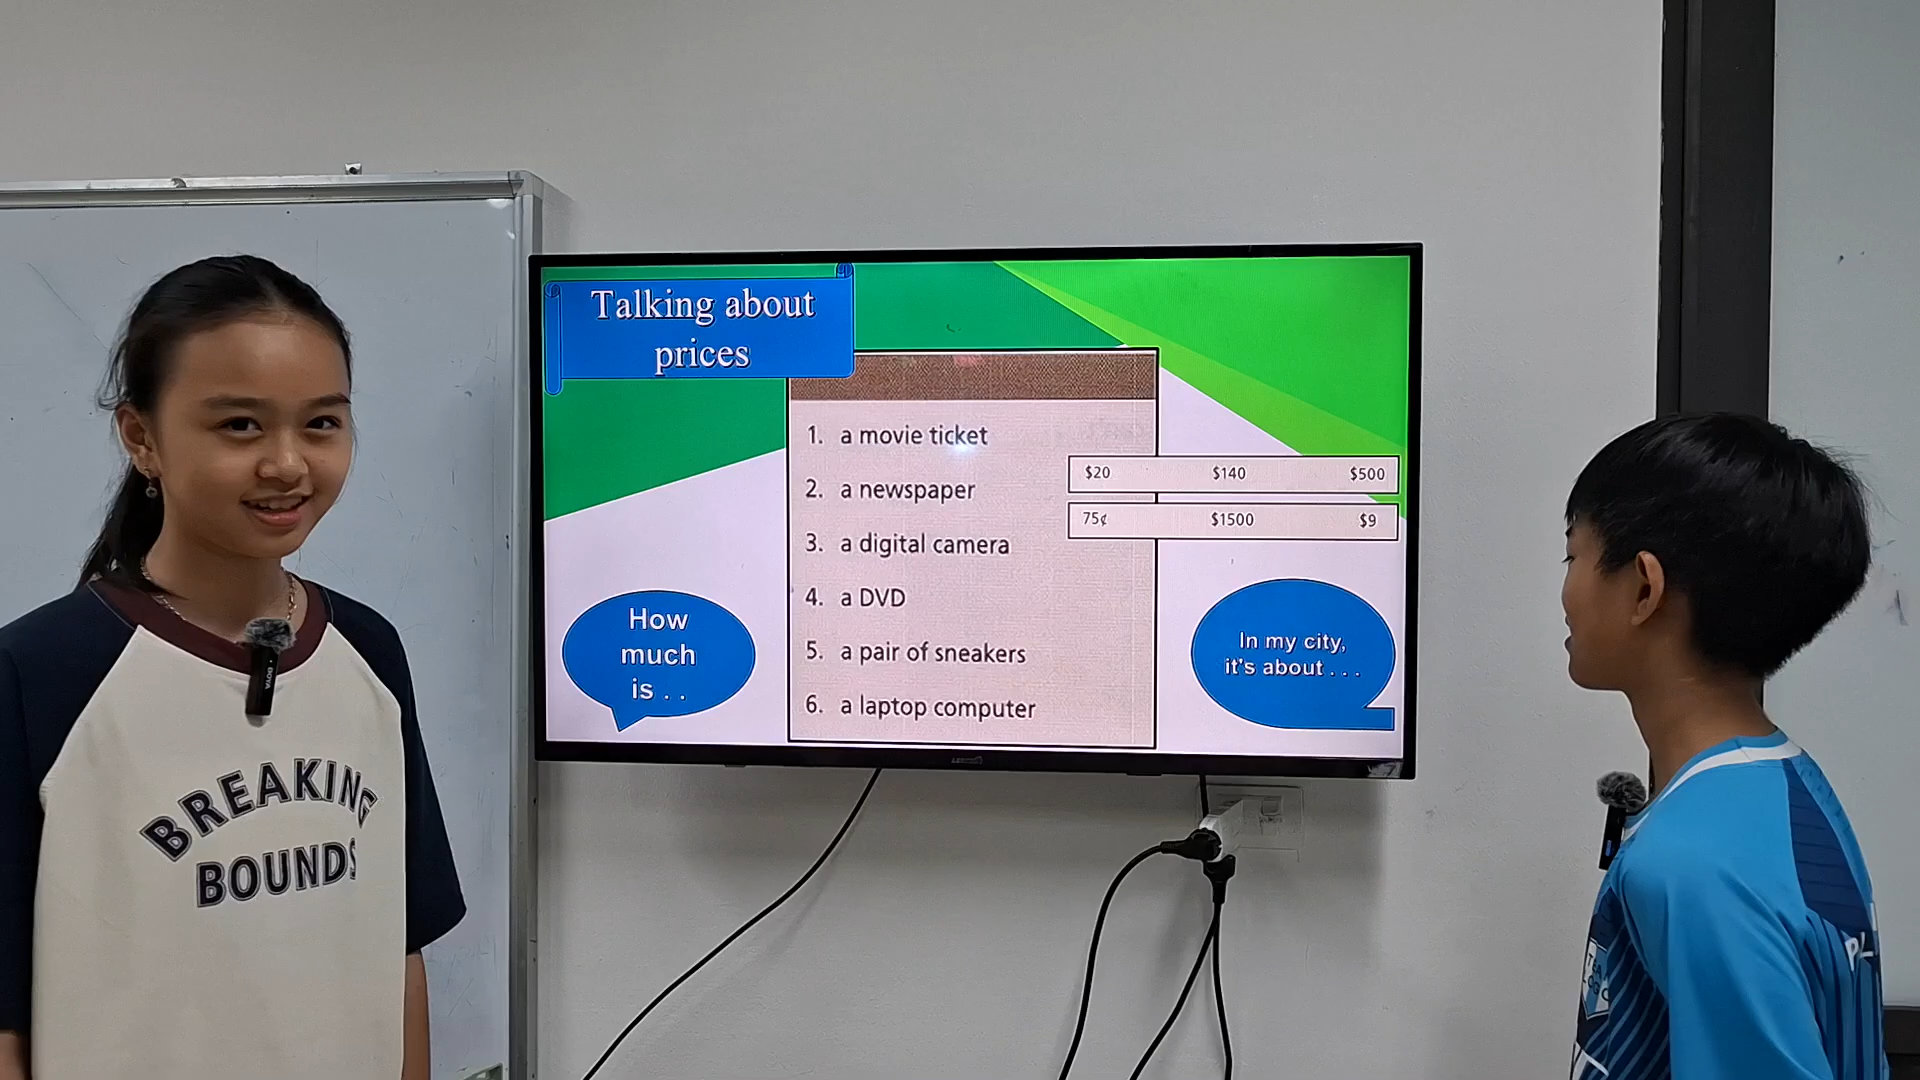 Talking about
prices
1. a movie ticket
2. a newspaper
3. a digital camera
4. a DVD
5. a pair of sneakers
6. a laptop computer
$20 $140 $500
75¢ $1500 $9
How
much
is . .
In my city,
it's about . . .
BREAKING
BOUNDS
BOYA